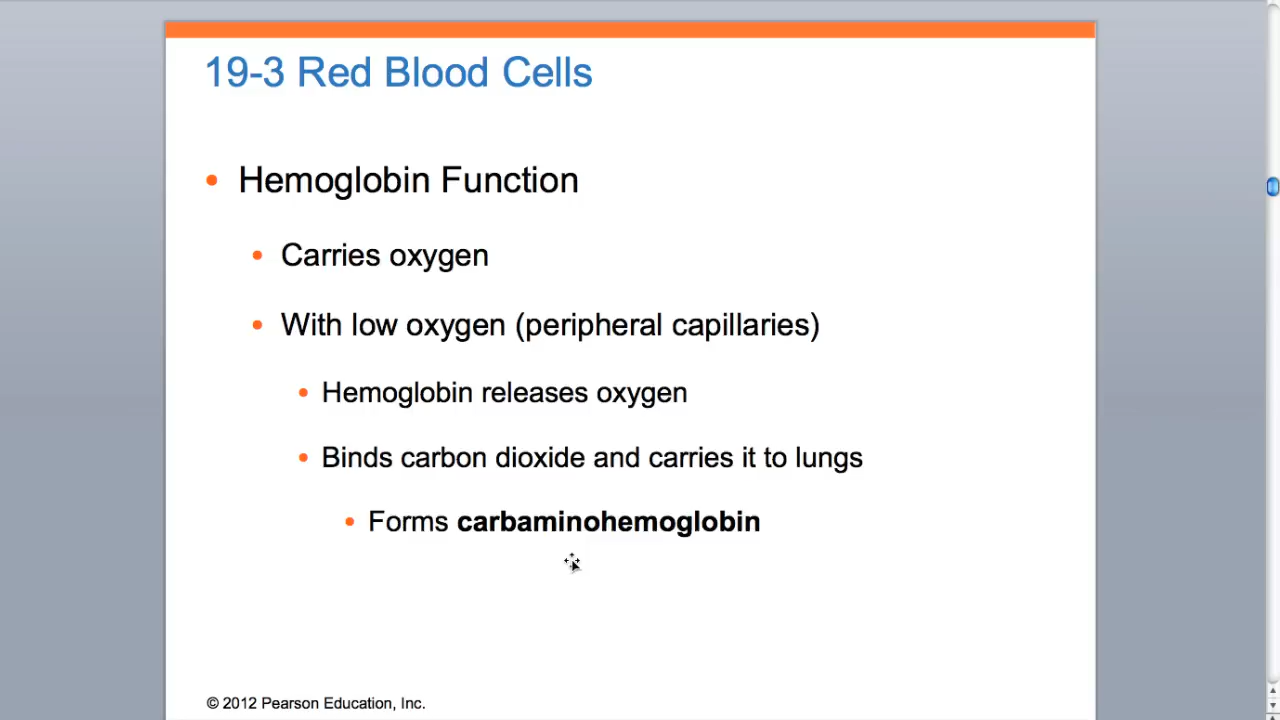 19-3 Red Blood Cells
• Hemoglobin Function
• Carries oxygen
• With low oxygen (peripheral capillaries)
• Hemoglobin releases oxygen
• Binds carbon dioxide and carries it to lungs
• Forms carbaminohemoglobin
© 2012 Pearson Education, Inc.